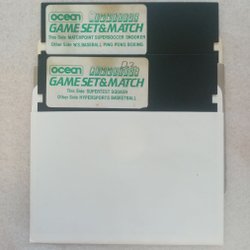 ocean
GAME SET & MATCH
This Side: MATCHPOINT SUPERSOCCER SNOOKER
Other Side: W.S. BASEBALL PING PONG BOXING
ocean
GAME SET & MATCH
This Side: SUPERTEST
Other Side: HYPERSPORTS BASKETBALL